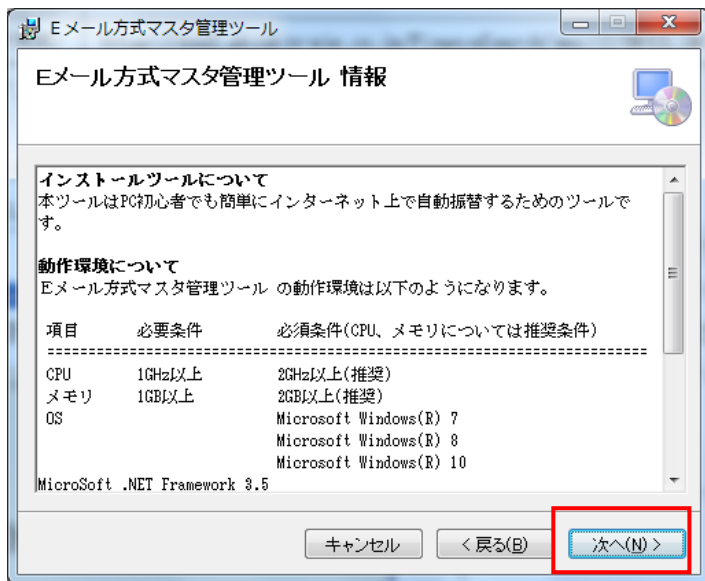 Eメール方式マスタ管理ツール
Eメール方式マスタ管理ツール 情報
インストールツールについて
本ツールはPC初心者でも簡単にインターネット上で自動振替するためのツールで
す。
動作環境について
Eメール方式マスタ管理ツール の動作環境は以下のようになります。
項目 必要条件 必須条件(CPU、メモリについては推奨条件)
=========================================================================
CPU 1GHz以上 2GHz以上(推奨)
メモリ 1GB以上 2GB以上(推奨)
OS Microsoft Windows(R) 7
Microsoft Windows(R) 8
Microsoft Windows(R) 10
MicroSoft .NET Framework 3.5
キャンセル < 戻る(B) 次へ(N) >